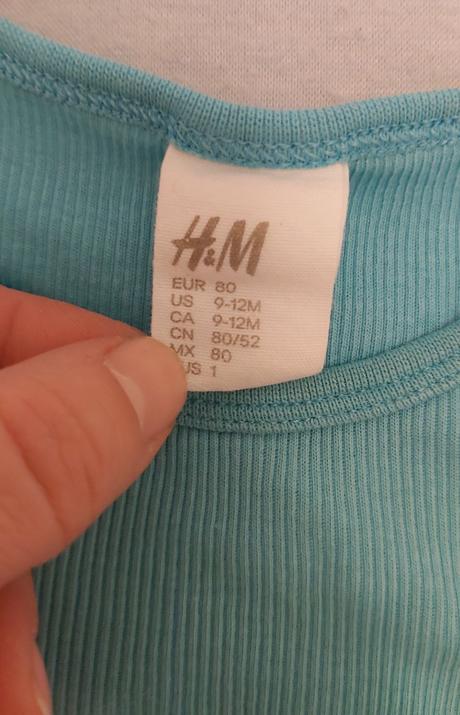 H&M
EUR 80
US 9-12M
CA 9-12M
CN 80/52
MX 80
US 1